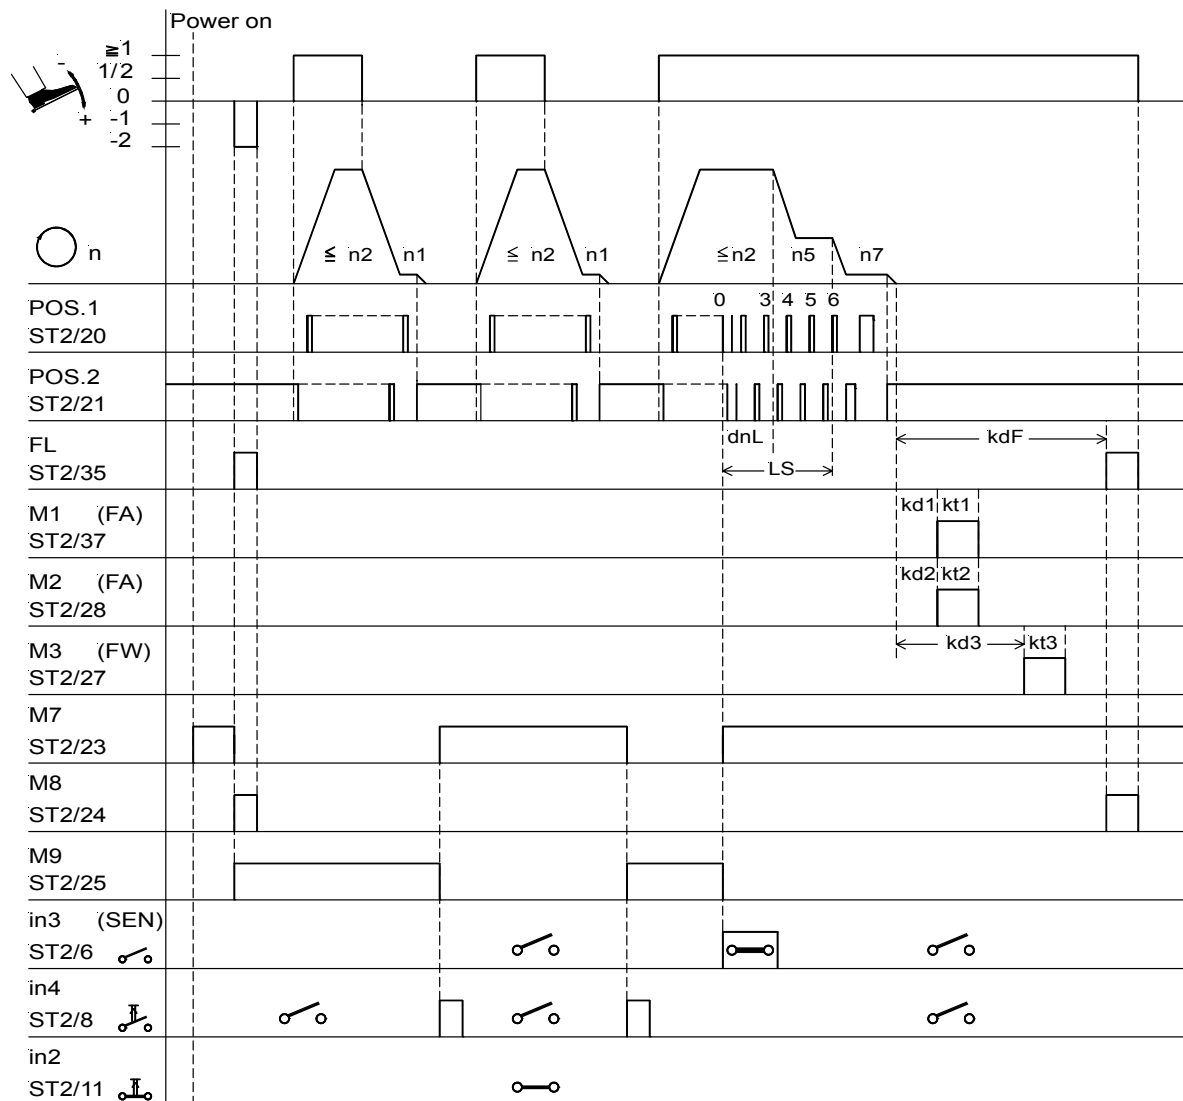 Power on
≧1
-
1/2
0
+
-1
-2
n
≦ n2
n1
≦ n2
n1
≦n2
n5
n7
POS.1
ST2/20
0
3
4
5
6
POS.2
ST2/21
dnL
LS
FL
ST2/35
kdF
M1 (FA)
ST2/37
kd1
kt1
M2 (FA)
ST2/28
kd2
kt2
M3 (FW)
ST2/27
kd3
kt3
M7
ST2/23
M8
ST2/24
M9
ST2/25
in3 (SEN)
ST2/6
in4
ST2/8
in2
ST2/11